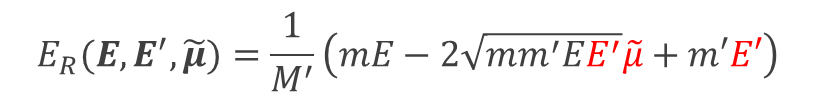 E_R(E, E′, μ̃) = 1/M′ (mE − 2√(mm′EE′)μ̃ + m′E′)